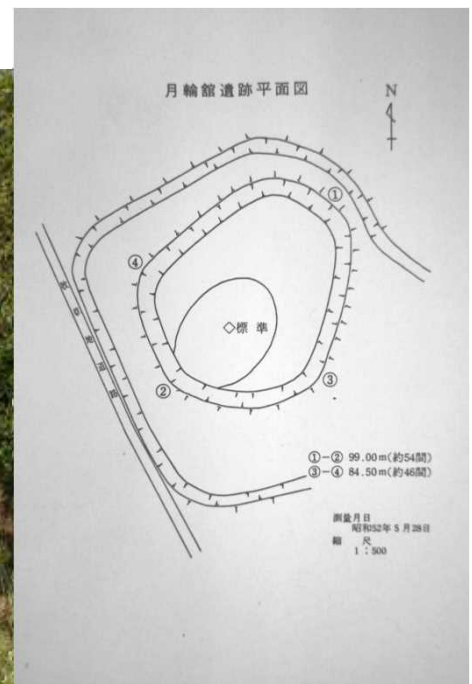 月輪舘遺跡平面図
N
①
④
◇標準
②
③
①-② 99.00m(約54間)
③-④ 84.50m(約46間)
測量月日
昭和52年5月28日
縮尺
1:500